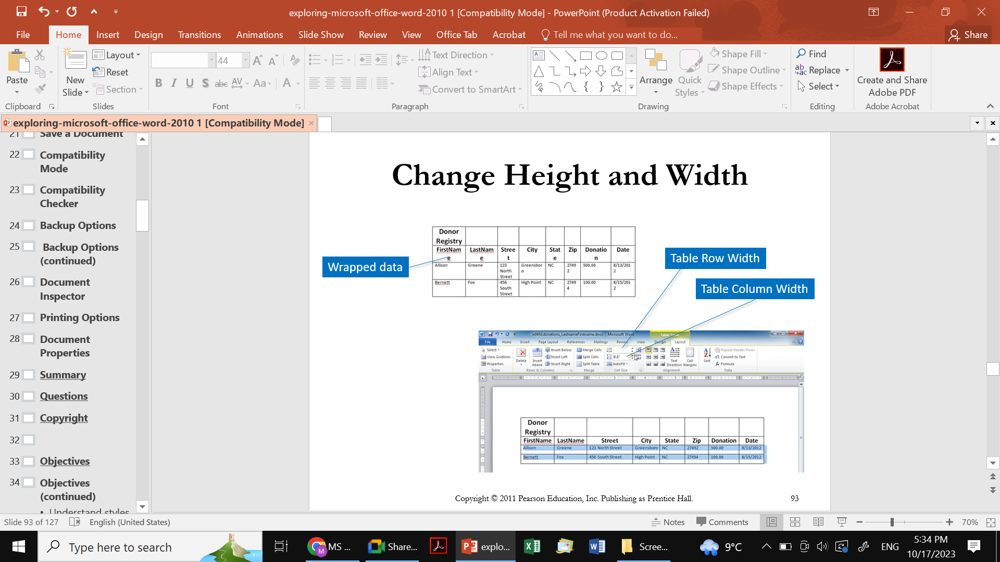 exploring-microsoft-office-word-2010 1 [Compatibility Mode] - PowerPoint (Product Activation Failed)
File Home Insert Design Transitions Animations Slide Show Review View Office Tab Acrobat Tell me what you want to do... Share
Paste
Clipboard
New Slide
Layout
Reset
Section
Slides
44
B I U S abc AV Aa A
Font
Text Direction
Align Text
Convert to SmartArt
Paragraph
Arrange
Quick Styles
Shape Fill
Shape Outline
Shape Effects
Drawing
Find
Replace
Select
Editing
Create and Share Adobe PDF
Adobe Acrobat
exploring-microsoft-office-word-2010 1 [Compatibility Mode]
21 Save a Document
22 Compatibility
Mode
23 Compatibility
Checker
24 Backup Options
25 Backup Options
(continued)
26 Document
Inspector
27 Printing Options
28 Document
Properties
29 Summary
30 Questions
31 Copyright
32
33 Objectives
34 Objectives
(continued)
• Understand styles
Change Height and Width
Wrapped data
Donor
Registry
FirstNam
e LastNam
e Stree
t City Stat
e Zip Donatio
n Date
Allison Greene 123
North
Street Greensbor
o NC 2749
2 500.00 8/13/201
2
Bernett Fox 456
South
Street High Point NC 2749
4 100.00 8/15/201
2
Table Row Width
Table Column Width
w04h1donations_LastnameFirstname.docx - Microsoft Word
File Home Insert Page Layout References Mailings Review View Design Layout
Select
View Gridlines
Properties
Table
Delete
Insert Above
Insert Below
Insert Left
Insert Right
Rows & Columns
Merge Cells
Split Cells
Split Table
Merge
0.3"
AutoFit
Cell Size
Text Direction
Cell Margins
Alignment
Sort
Repeat Header Rows
Convert to Text
Formula
Data
Donor
Registry
FirstName LastName Street City State Zip Donation Date
Allison Greene 123 North Street Greensboro NC 27492 500.00 8/13/2012
Bernett Fox 456 South Street High Point NC 27494 100.00 8/15/2012
Copyright © 2011 Pearson Education, Inc. Publishing as Prentice Hall. 93
Slide 93 of 127 English (United States) Notes Comments 70%
Type here to search MS ... Share... explo... Scree... 9°C ENG
5:34 PM
10/17/2023